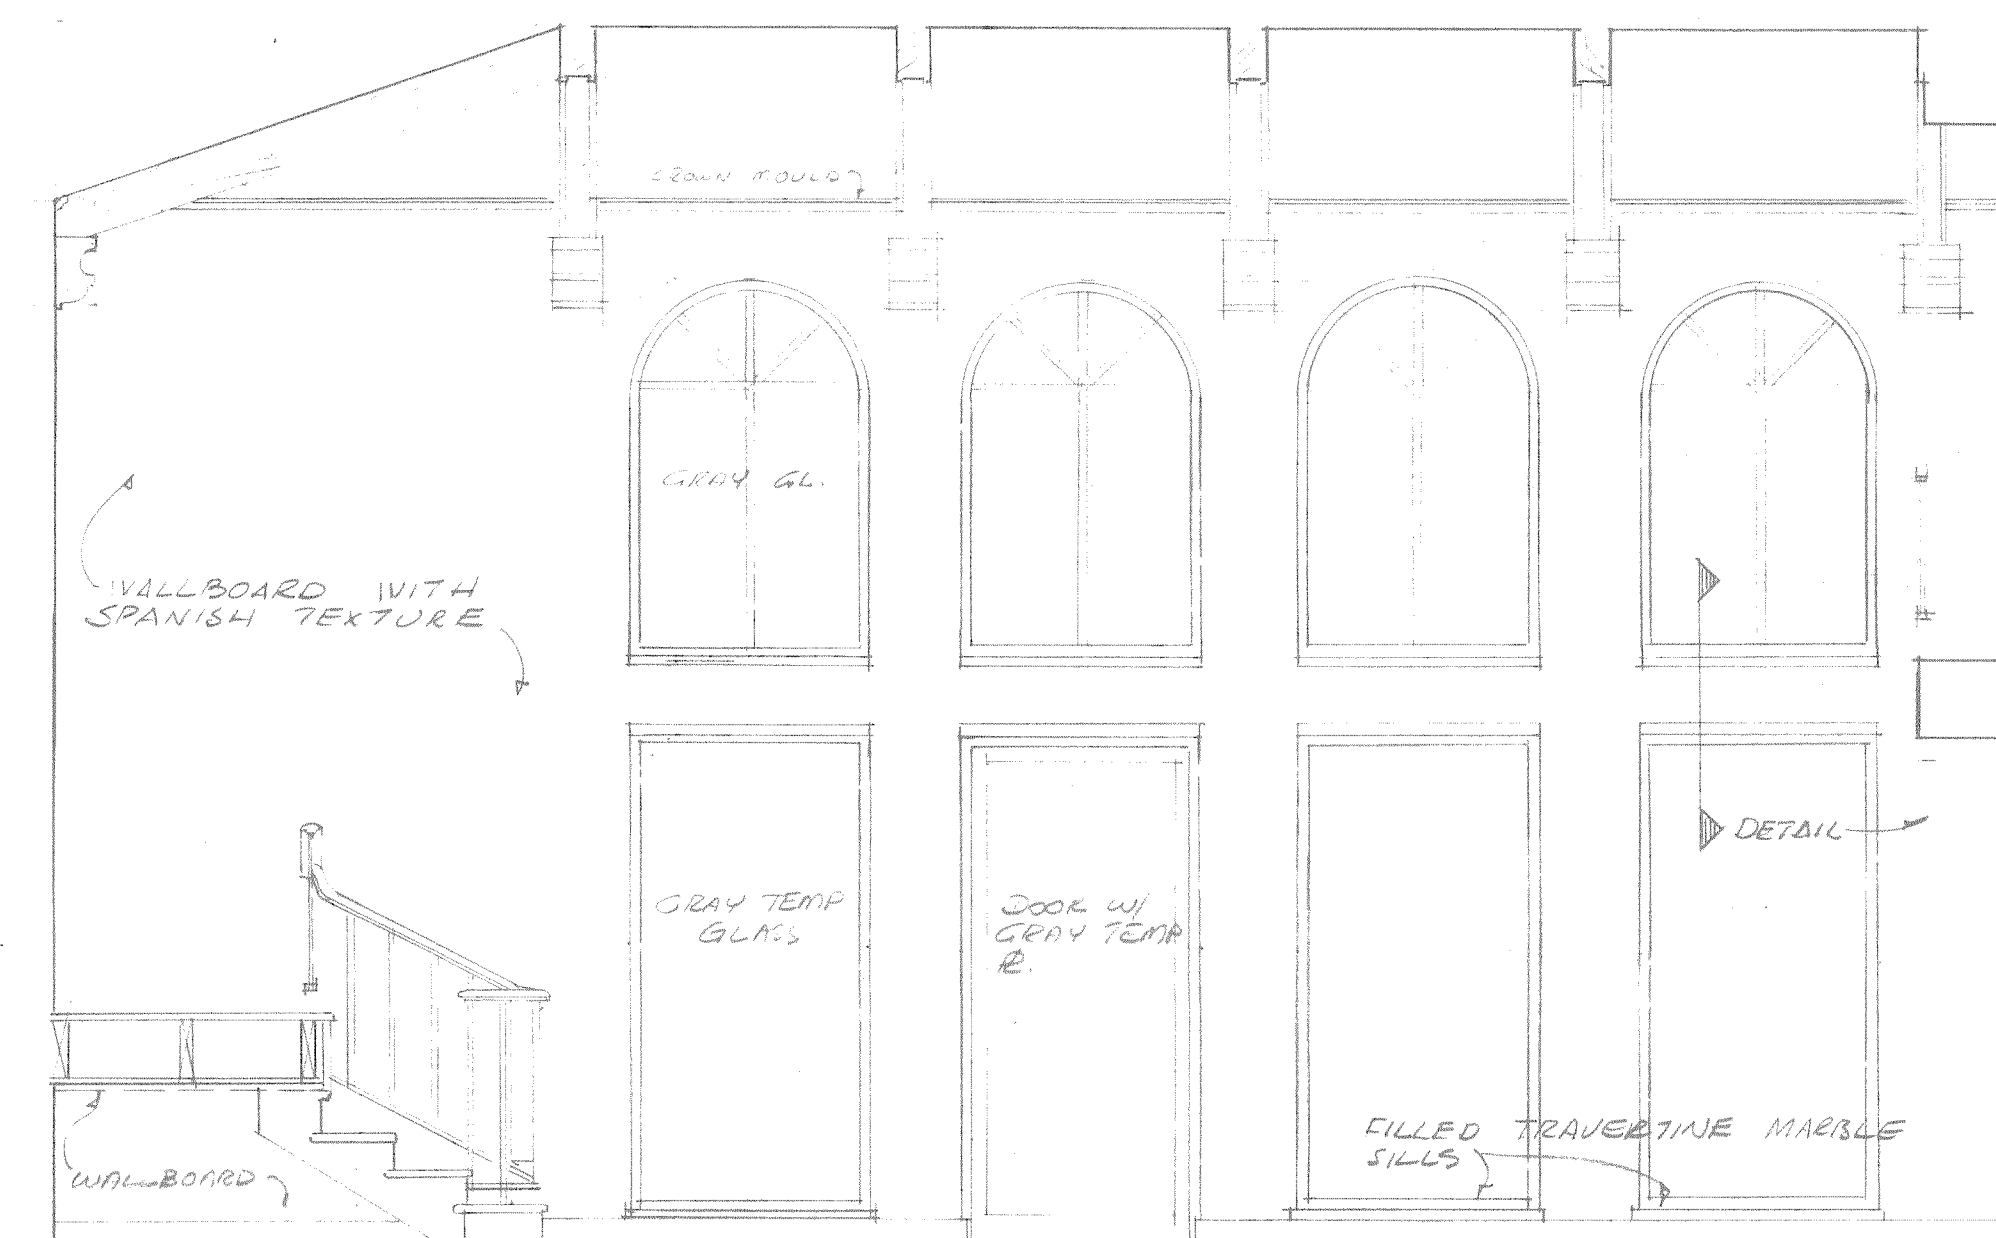 CROWN MOULD
GRAY GL.
WALLBOARD WITH
SPANISH TEXTURE
DETAIL
GRAY TEMP
GLASS
DOOR W/
GRAY TEMP
FILLED TRAVERTINE MARBLE
SILLS
WALLBOARD